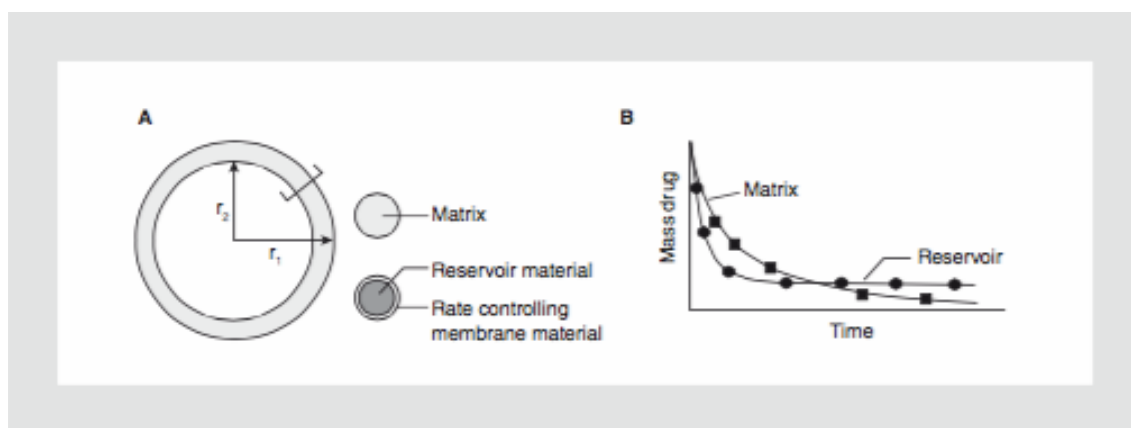 A
r2
r1
Matrix
Reservoir material
Rate controlling
membrane material
B
Mass drug
Matrix
Reservoir
Time